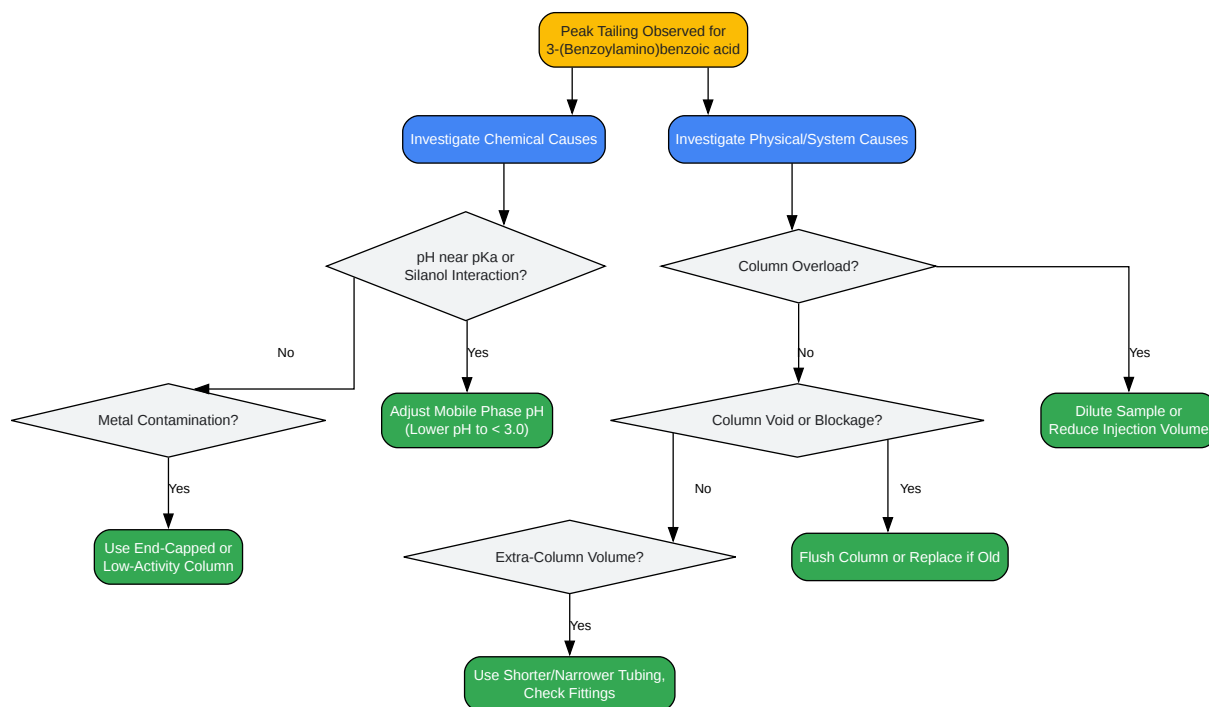 Peak Tailing Observed for
3-(Benzoylamino)benzoic acid
Investigate Chemical Causes
Investigate Physical/System Causes
pH near pKa or
Silanol Interaction?
Column Overload?
No
Yes
No
Yes
Metal Contamination?
Adjust Mobile Phase pH
(Lower pH to < 3.0)
Column Void or Blockage?
Dilute Sample or
Reduce Injection Volume
Yes
No
Yes
Use End-Capped or
Low-Activity Column
Extra-Column Volume?
Flush Column or Replace if Old
Yes
Use Shorter/Narrower Tubing,
Check Fittings